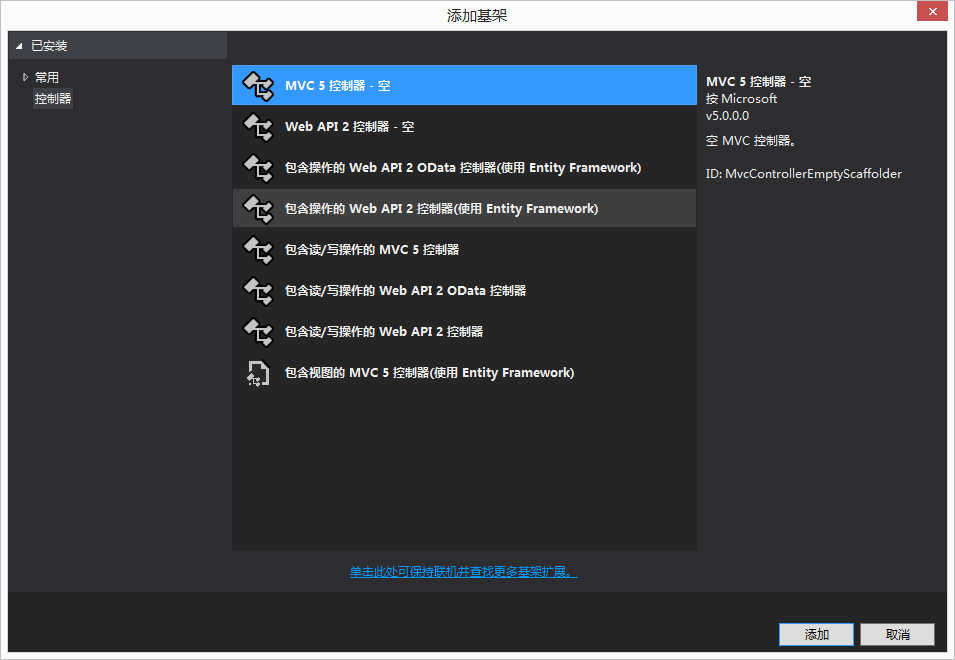 添加基架
已安装
常用
控制器
MVC 5 控制器 - 空
Web API 2 控制器 - 空
包含操作的 Web API 2 OData 控制器(使用 Entity Framework)
包含操作的 Web API 2 控制器(使用 Entity Framework)
包含读/写操作的 MVC 5 控制器
包含读/写操作的 Web API 2 OData 控制器
包含读/写操作的 Web API 2 控制器
包含视图的 MVC 5 控制器(使用 Entity Framework)
MVC 5 控制器 - 空
按 Microsoft
v5.0.0.0
空 MVC 控制器。
ID: MvcControllerEmptyScaffolder
单击此处可保持联机并查找更多基架扩展。
添加
取消